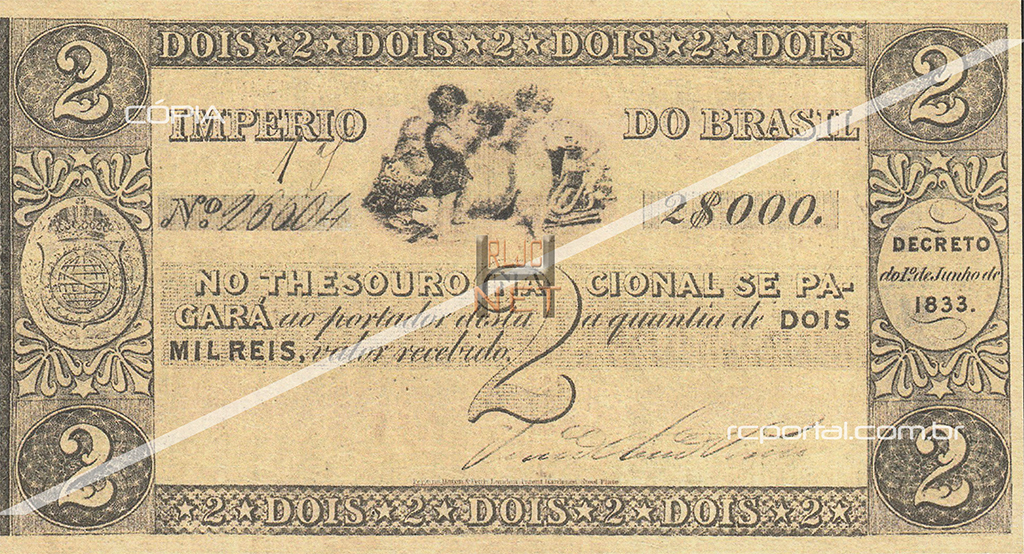 2 DOIS ★ 2 ★ DOIS ★ 2 ★ DOIS ★ 2 ★ DOIS 2
CÓPIA
IMPERIO DO BRASIL
Nº 20004 2$000.
DECRETO
do 1º de Junho de
1833.
NO THESOURO NACIONAL SE PA-
GARÁ ao portador desta a quantia de DOIS
MIL REIS, valor recebido.
2
rcportal.com.br
2 ★ 2 ★ DOIS ★ 2 ★ DOIS ★ 2 ★ DOIS ★ 2 ★ 2